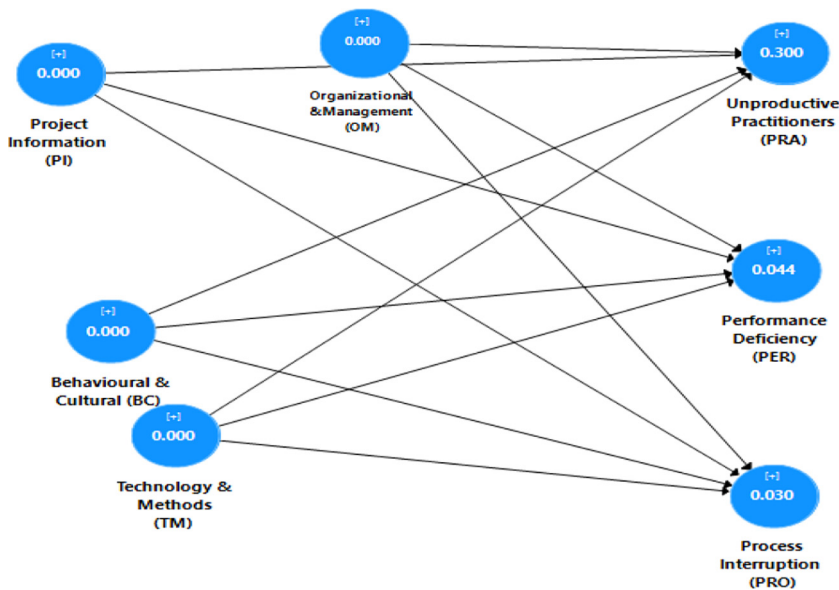 [+]
0.000
Project
Information
(PI)
[+]
0.000
Organizational
&Management
(OM)
[+]
0.300
Unproductive
Practitioners
(PRA)
[+]
0.044
Performance
Deficiency
(PER)
[+]
0.000
Behavioural &
Cultural (BC)
[+]
0.000
Technology &
Methods
(TM)
[+]
0.030
Process
Interruption
(PRO)